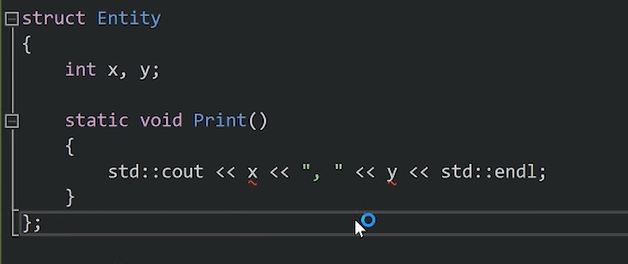 struct Entity
{
    int x, y;

    static void Print()
    {
        std::cout << x << ", " << y << std::endl;
    }
};